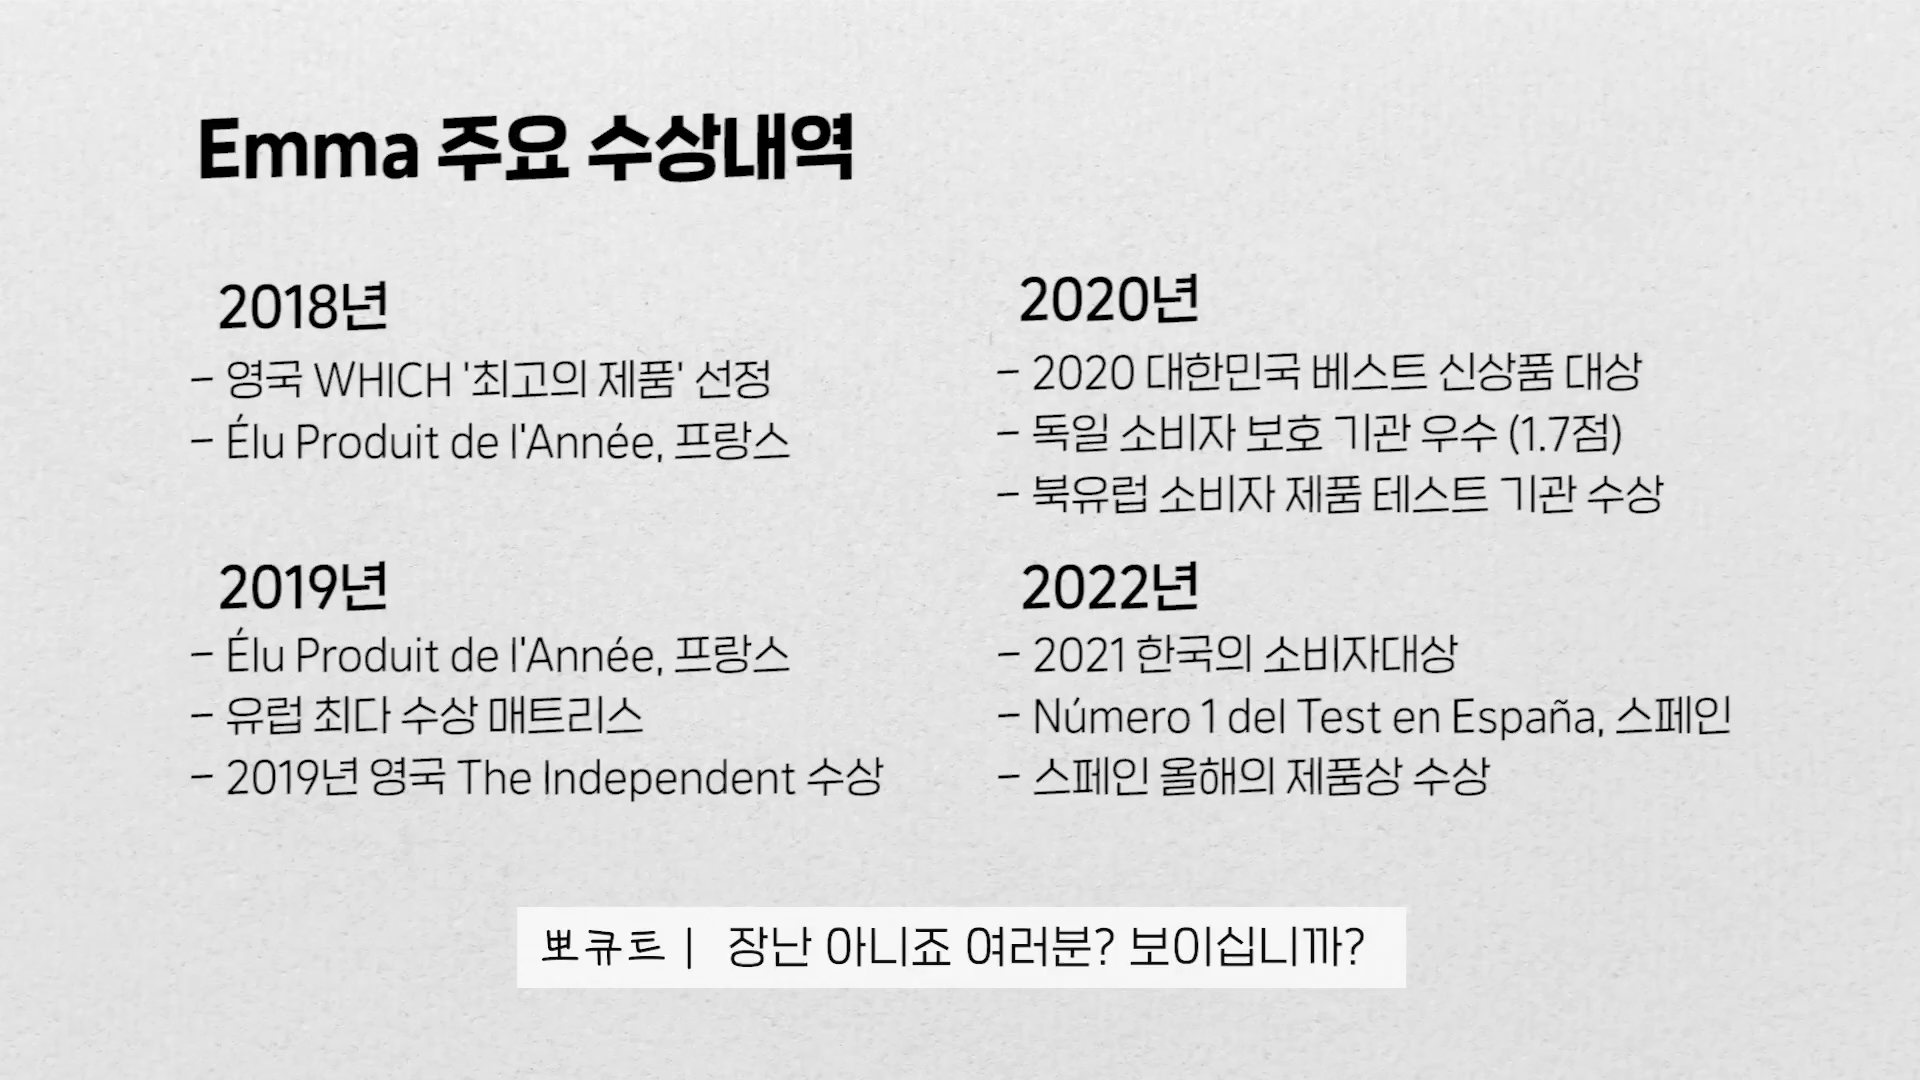 Emma 주요 수상내역
2018년
– 영국 WHICH '최고의 제품' 선정
– Élu Produit de l'Année, 프랑스
2019년
– Élu Produit de l'Année, 프랑스
– 유럽 최다 수상 매트리스
– 2019년 영국 The Independent 수상
2020년
– 2020 대한민국 베스트 신상품 대상
– 독일 소비자 보호 기관 우수 (1.7점)
– 북유럽 소비자 제품 테스트 기관 수상
2022년
– 2021 한국의 소비자대상
– Número 1 del Test en España, 스페인
– 스페인 올해의 제품상 수상
뽀큐트 | 장난 아니죠 여러분? 보이십니까?